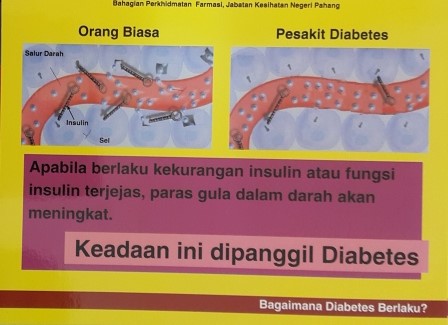 Bahagian Perkhidmatan Farmasi, Jabatan Kesihatan Negeri Pahang
Orang Biasa
Pesakit Diabetes
Salur Darah
Insulin
Sel
Apabila berlaku kekurangan insulin atau fungsi
insulin terjejas, paras gula dalam darah akan
meningkat.
Keadaan ini dipanggil Diabetes
Bagaimana Diabetes Berlaku?